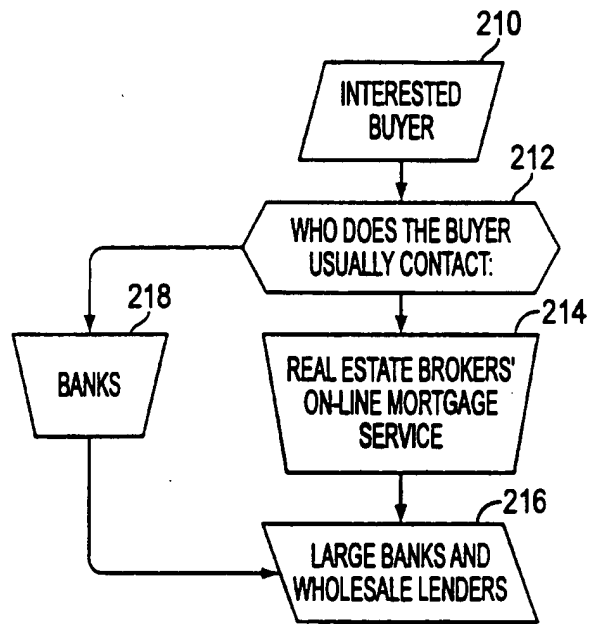 210
INTERESTED
BUYER
212
WHO DOES THE BUYER
USUALLY CONTACT:
218
BANKS
214
REAL ESTATE BROKERS'
ON-LINE MORTGAGE
SERVICE
216
LARGE BANKS AND
WHOLESALE LENDERS